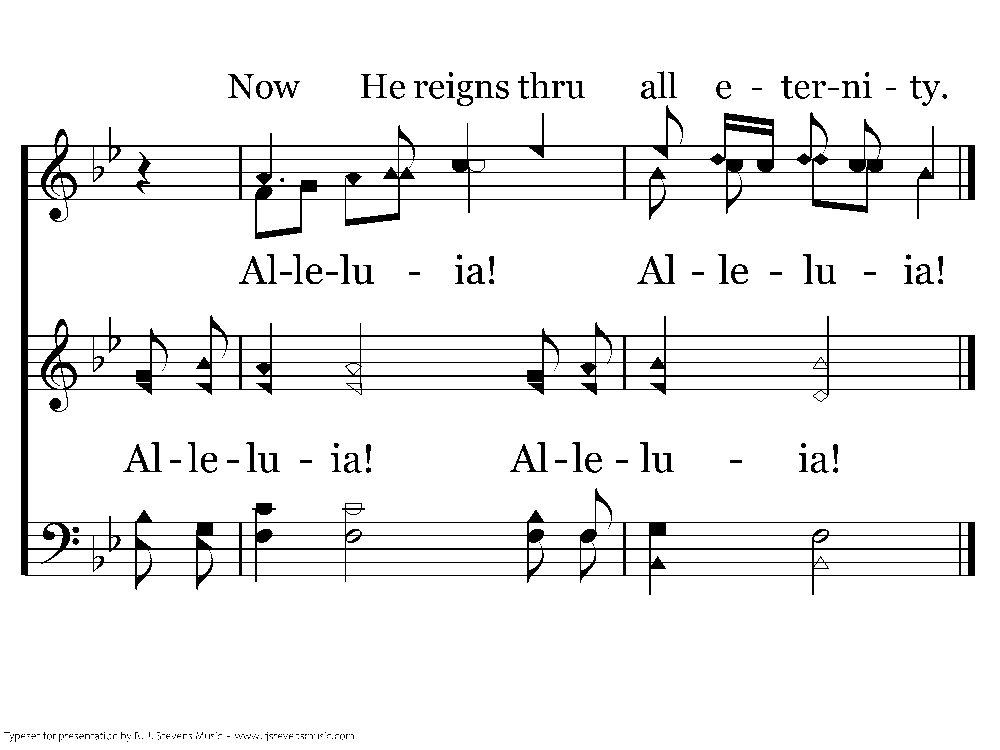 Now He reigns thru all e - ter-ni - ty.
Al-le-lu - ia! Al - le - lu - ia!
Al - le - lu - ia! Al - le - lu - ia!
Typeset for presentation by R. J. Stevens Music - www.rjstevensmusic.com